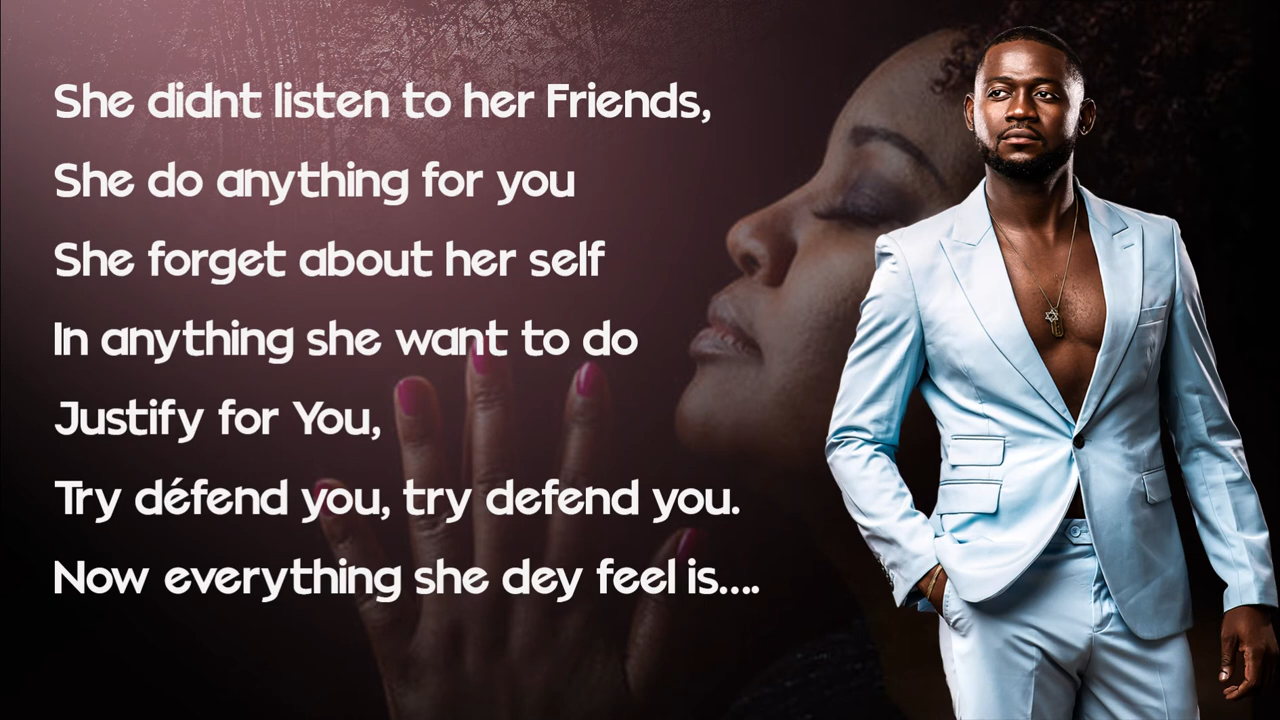 She didnt listen to her Friends,
She do anything for you
She forget about her self
In anything she want to do
Justify for You,
Try défend you, try defend you.
Now everything she dey feel is....